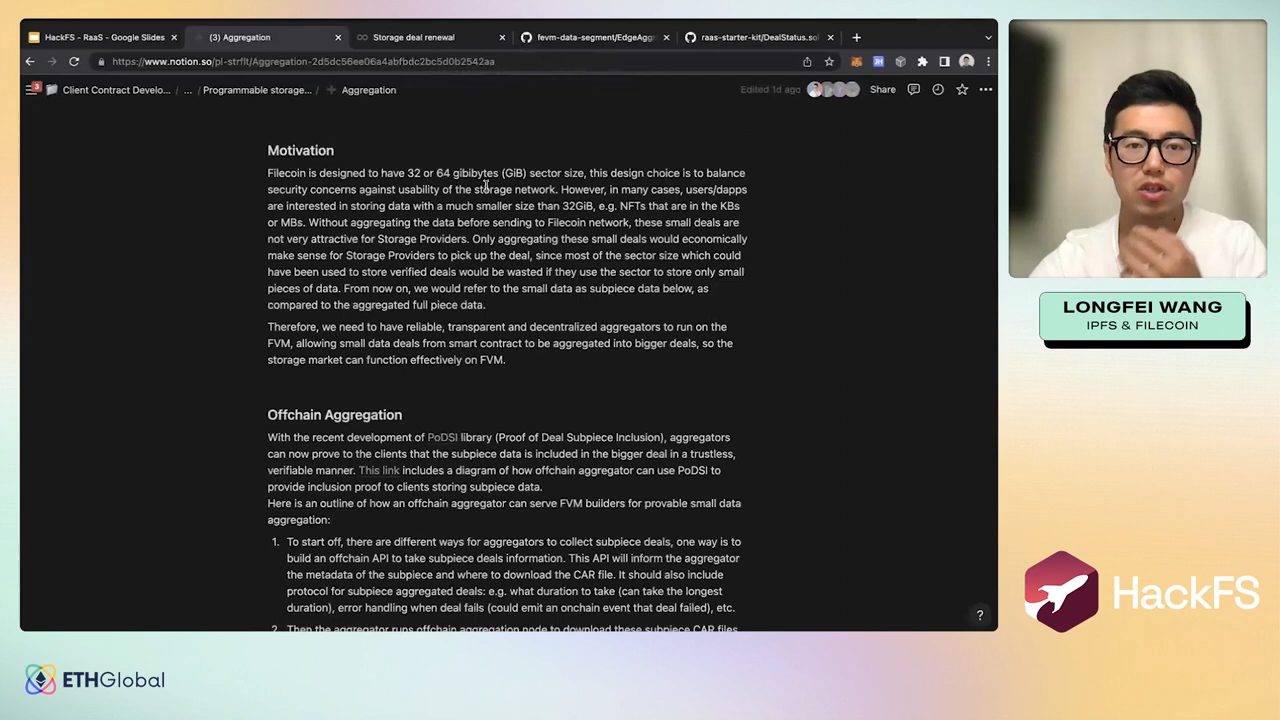 HackFS - RaaS - Google Slides
(3) Aggregation
Storage deal renewal
fevm-data-segment/EdgeAggr
raas-starter-kit/DealStatus.sol
https://www.notion.so/pl-strflt/Aggregation-2d5dc56ee06a4abfbdc2bc5d0b2542aa
3
Client Contract Develo... / ... / Programmable storage... / Aggregation
Edited 1d ago
Share
Motivation
Filecoin is designed to have 32 or 64 gibibytes (GiB) sector size, this design choice is to balance
security concerns against usability of the storage network. However, in many cases, users/dapps
are interested in storing data with a much smaller size than 32GiB, e.g. NFTs that are in the KBs
or MBs. Without aggregating the data before sending to Filecoin network, these small deals are
not very attractive for Storage Providers. Only aggregating these small deals would economically
make sense for Storage Providers to pick up the deal, since most of the sector size which could
have been used to store verified deals would be wasted if they use the sector to store only small
pieces of data. From now on, we would refer to the small data as subpiece data below, as
compared to the aggregated full piece data.
Therefore, we need to have reliable, transparent and decentralized aggregators to run on the
FVM, allowing small data deals from smart contract to be aggregated into bigger deals, so the
storage market can function effectively on FVM.
Offchain Aggregation
With the recent development of PoDSI library (Proof of Deal Subpiece Inclusion), aggregators
can now prove to the clients that the subpiece data is included in the bigger deal in a trustless,
verifiable manner. This link includes a diagram of how offchain aggregator can use PoDSI to
provide inclusion proof to clients storing subpiece data.
Here is an outline of how an offchain aggregator can serve FVM builders for provable small data
aggregation:
1. To start off, there are different ways for aggregators to collect subpiece deals, one way is to
build an offchain API to take subpiece deals information. This API will inform the aggregator
the metadata of the subpiece and where to download the CAR file. It should also include
protocol for subpiece aggregated deals: e.g. what duration to take (can take the longest
duration), error handling when deal fails (could emit an onchain event that deal failed), etc.
2. Then the aggregator runs offchain aggregation node to download these subpiece CAR files
?
LONGFEI WANG
IPFS & FILECOIN
HackFS
ETHGlobal